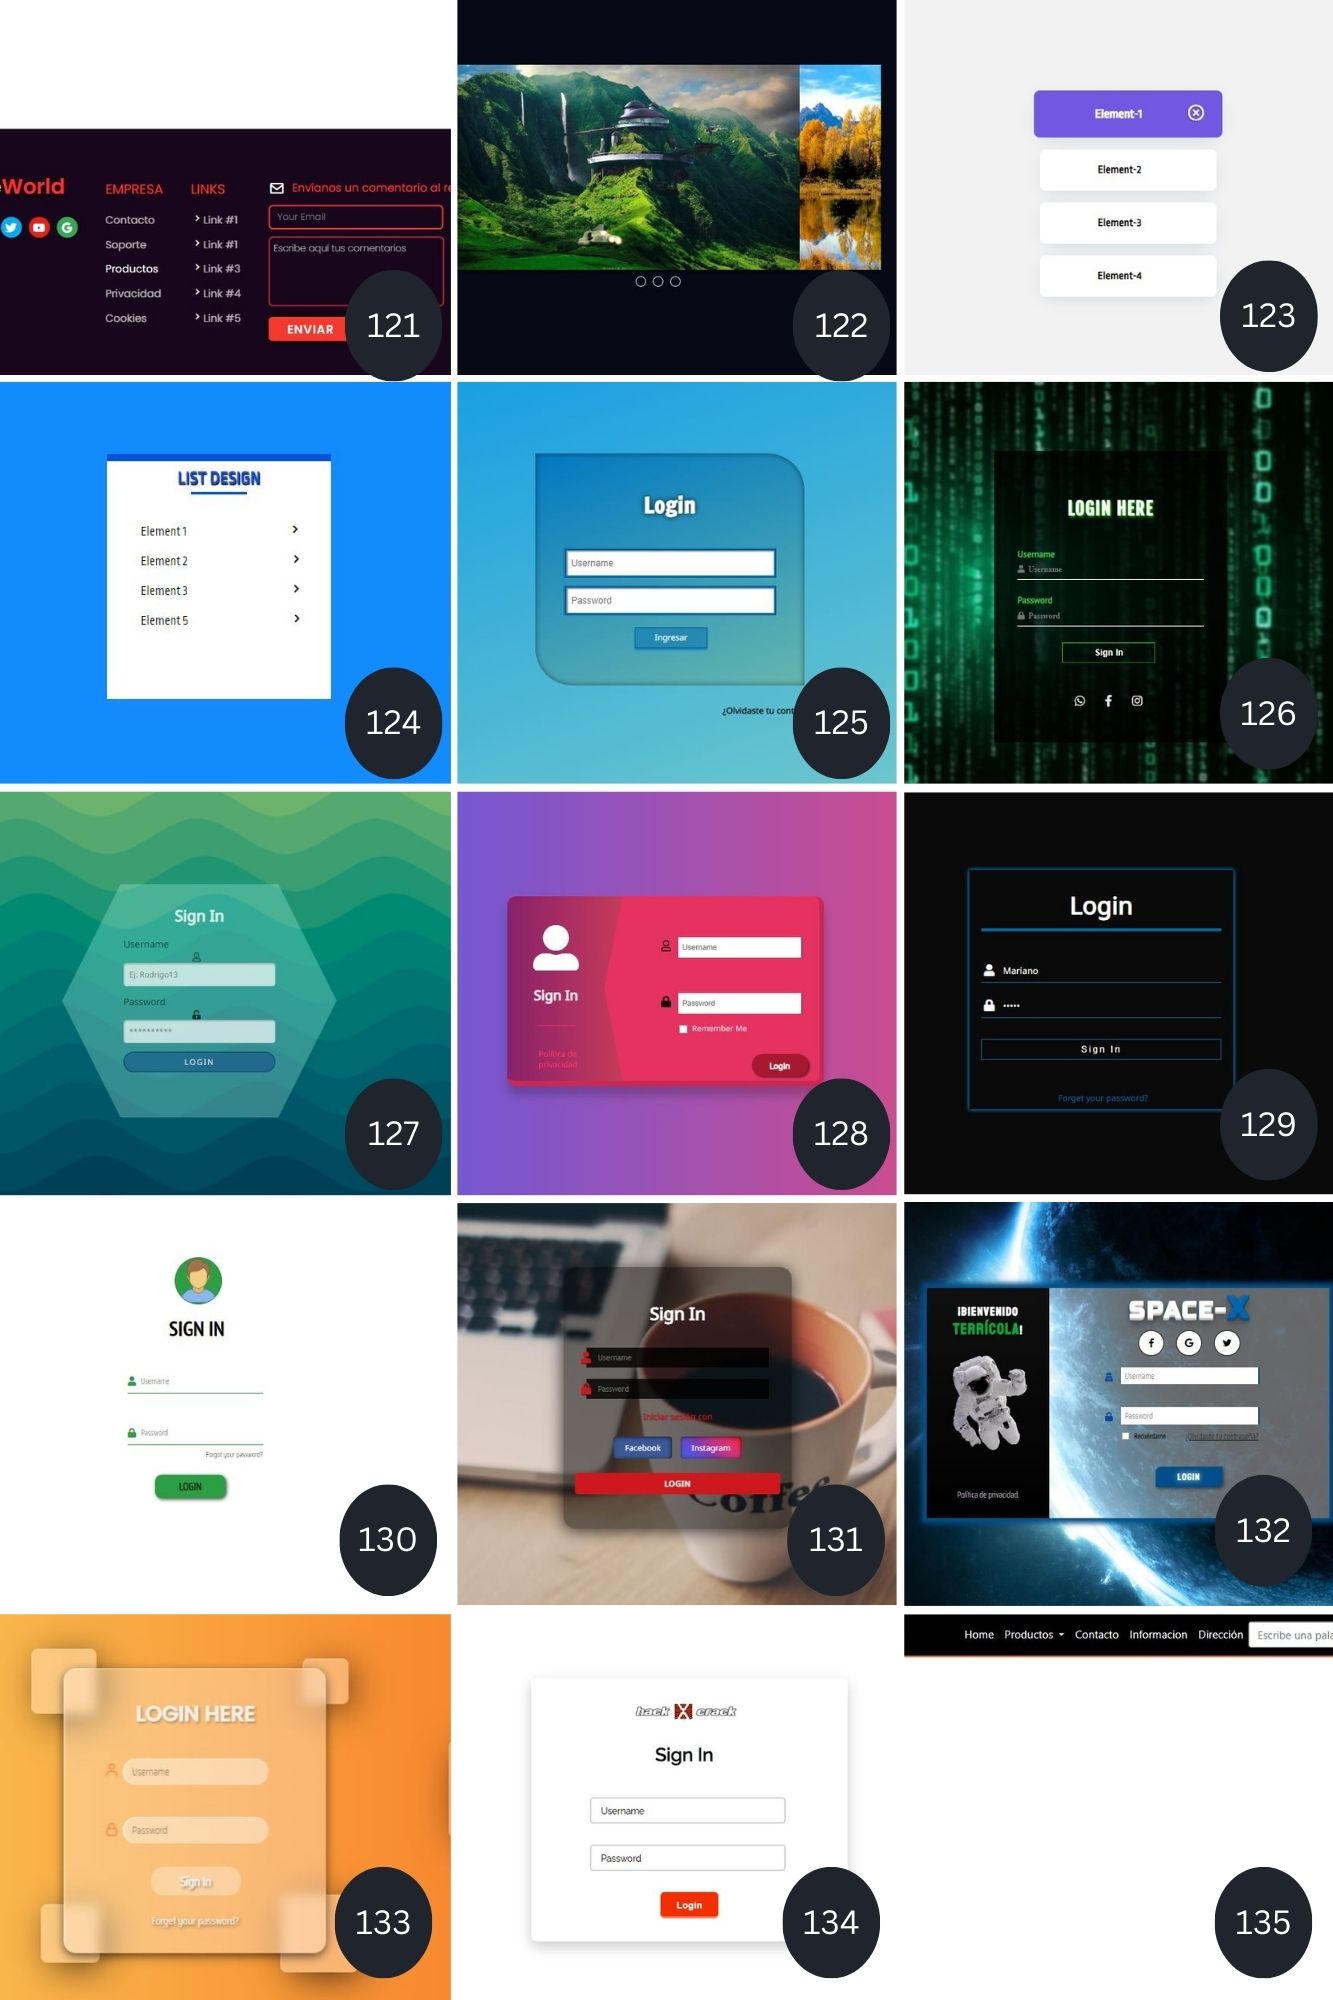 eWorld
EMPRESA
Contacto
Soporte
Productos
Privacidad
Cookies
LINKS
Link #1
Link #1
Link #3
Link #4
Link #5
Envíanos un comentario al re
Your Email
Escribe aquí tus comentarios
ENVIAR
121
122
Element-1
Element-2
Element-3
Element-4
123
LIST DESIGN
Element 1
Element 2
Element 3
Element 5
124
Login
Username
Password
Ingresar
¿Olvidaste tu cont
125
LOGIN HERE
Username
Username
Password
Password
Sign In
126
Sign In
Username
Ej: Rodrigo13
Password
**********
LOGIN
127
Sign In
Política de
privacidad
Username
Password
Remember Me
Login
128
Login
Mariano
•••••
Sign In
Forget your password?
129
SIGN IN
Username
Password
Forgot your password?
LOGIN
130
Sign In
Username
Password
Iniciar sesión con
Facebook
Instagram
LOGIN
Coffee
131
¡BIENVENIDO
TERRÍCOLA!
Política de privacidad.
SPACE-X
Username
Password
Recuérdame
¿Olvidaste tu contraseña?
LOGIN
132
LOGIN HERE
Username
Password
Sign In
Forget your password?
133
hack X crack
Sign In
Username
Password
Login
134
Home Productos Contacto Informacion Dirección Escribe una pala
135